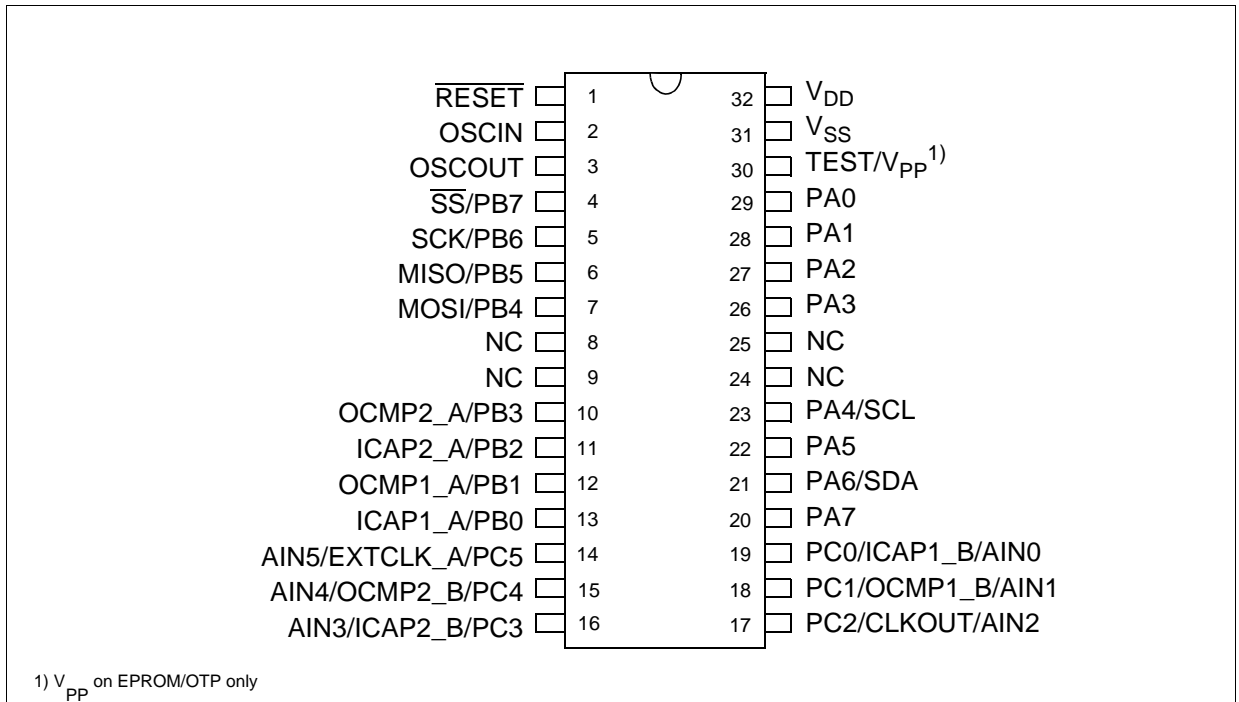 RESET 1 32 VDD
OSCIN 2 31 VSS
OSCOUT 3 30 TEST/VPP1)
SS/PB7 4 29 PA0
SCK/PB6 5 28 PA1
MISO/PB5 6 27 PA2
MOSI/PB4 7 26 PA3
NC 8 25 NC
NC 9 24 NC
OCMP2_A/PB3 10 23 PA4/SCL
ICAP2_A/PB2 11 22 PA5
OCMP1_A/PB1 12 21 PA6/SDA
ICAP1_A/PB0 13 20 PA7
AIN5/EXTCLK_A/PC5 14 19 PC0/ICAP1_B/AIN0
AIN4/OCMP2_B/PC4 15 18 PC1/OCMP1_B/AIN1
AIN3/ICAP2_B/PC3 16 17 PC2/CLKOUT/AIN2
1) VPP on EPROM/OTP only